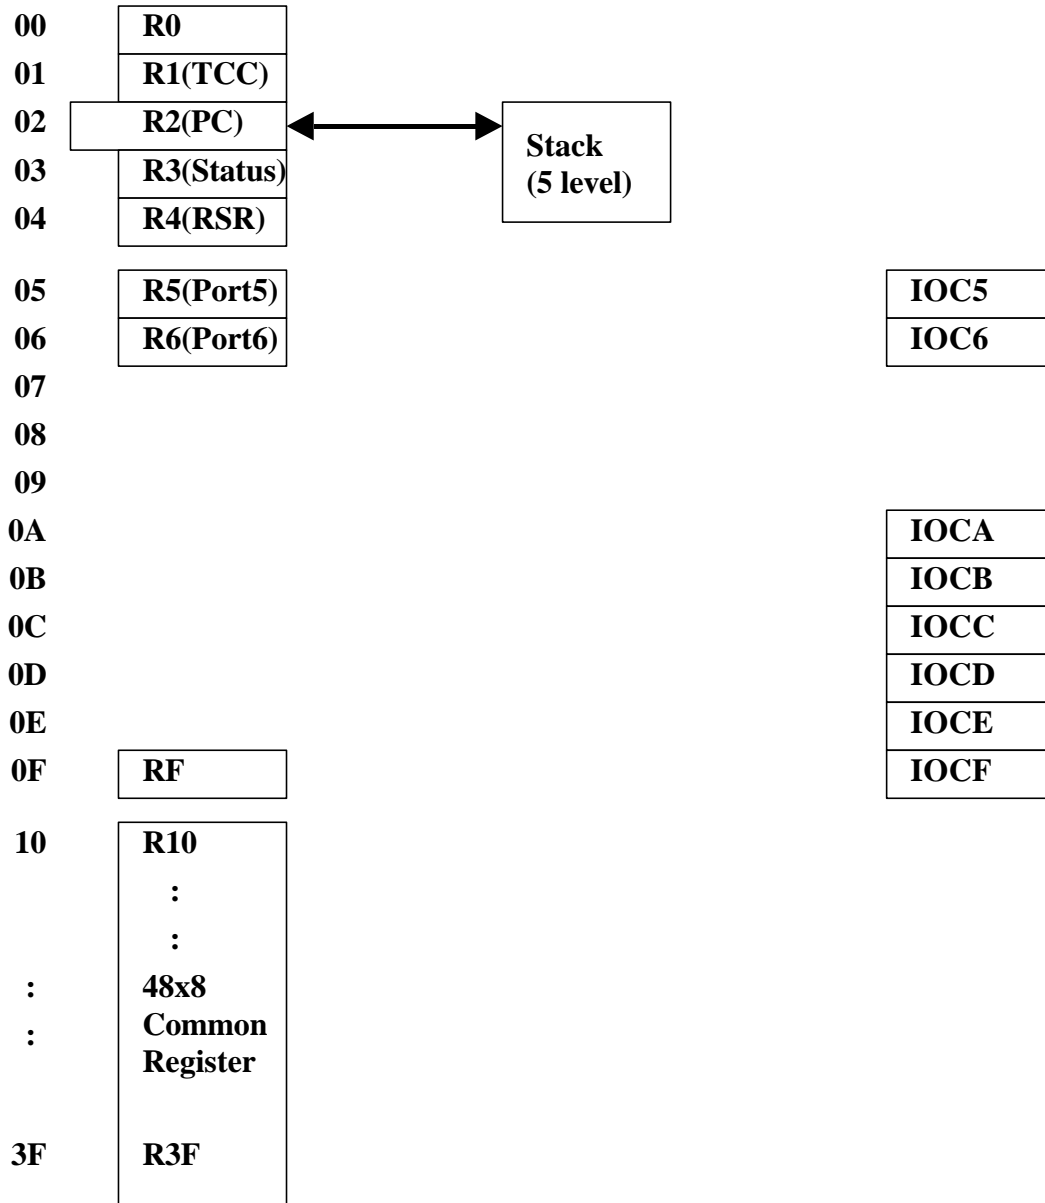 00 R0
01 R1(TCC)
02 R2(PC)
Stack
(5 level)
03 R3(Status)
04 R4(RSR)
05 R5(Port5) IOC5
06 R6(Port6) IOC6
07
08
09
0A IOCA
0B IOCB
0C IOCC
0D IOCD
0E IOCE
0F RF IOCF
10 R10
:
:
: 48x8
: Common
Register
3F R3F